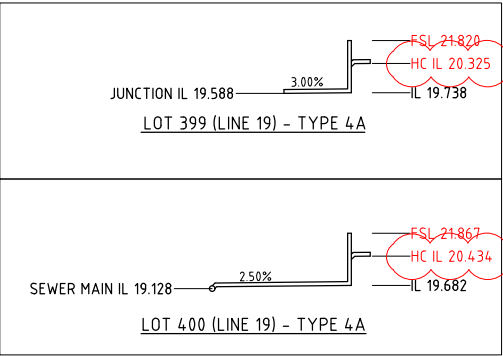 FSL 21.820
HC IL 20.325
3.00%
JUNCTION IL 19.588
IL 19.738
LOT 399 (LINE 19) - TYPE 4A
FSL 21.867
HC IL 20.434
2.50%
SEWER MAIN IL 19.128
IL 19.682
LOT 400 (LINE 19) - TYPE 4A